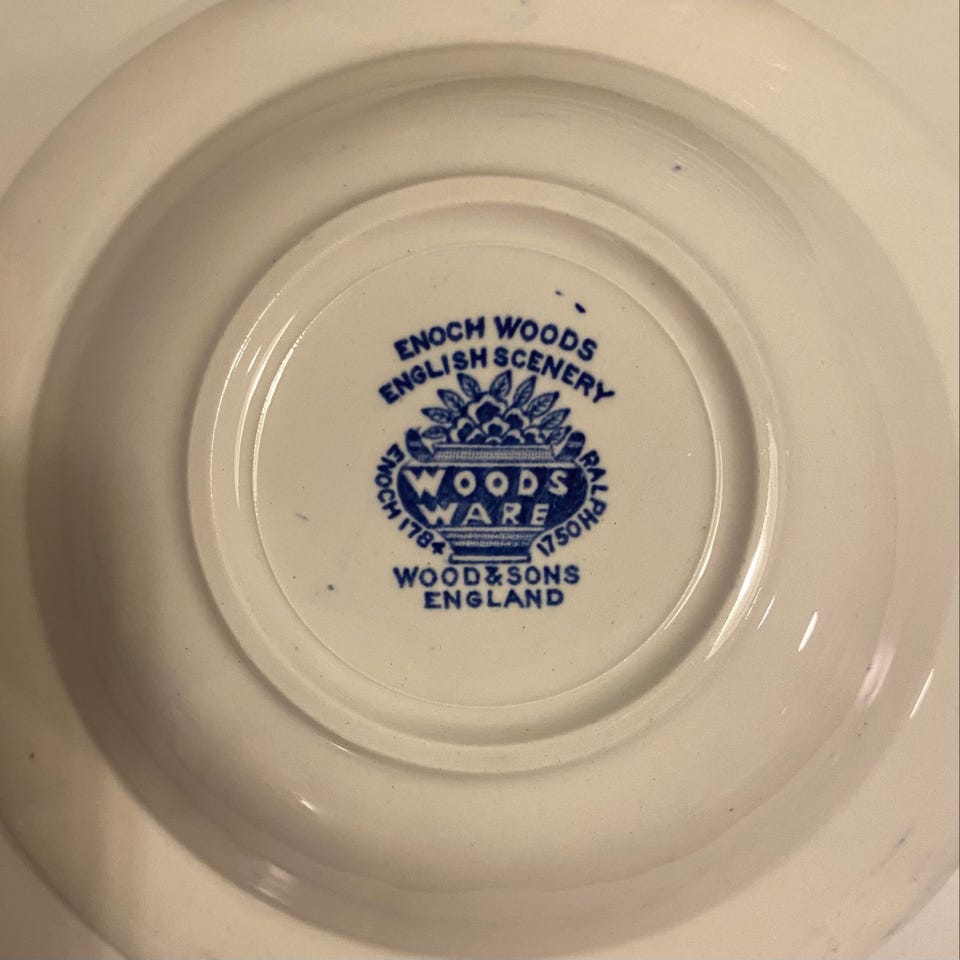 ENOCH WOODS
ENGLISH SCENERY
ENOCH 1784
RALPH 1750
WOODS
WARE
WOOD & SONS
ENGLAND